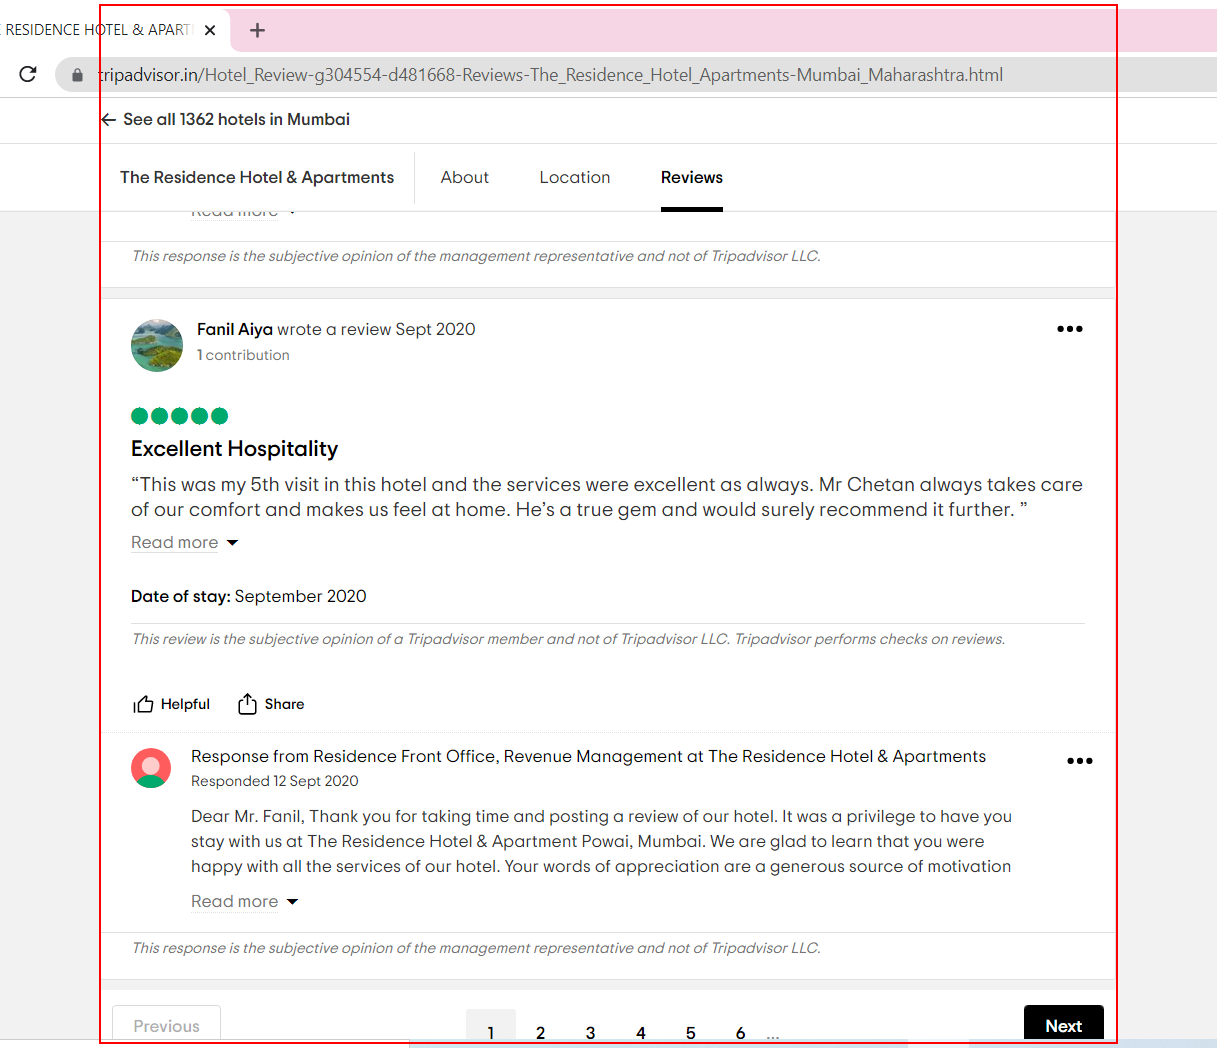 RESIDENCE HOTEL & APART
tripadvisor.in/Hotel_Review-g304554-d481668-Reviews-The_Residence_Hotel_Apartments-Mumbai_Maharashtra.html
See all 1362 hotels in Mumbai
The Residence Hotel & Apartments
About
Location
Reviews
Read more
This response is the subjective opinion of the management representative and not of Tripadvisor LLC.
Fanil Aiya wrote a review Sept 2020
1 contribution
Excellent Hospitality
“This was my 5th visit in this hotel and the services were excellent as always. Mr Chetan always takes care
of our comfort and makes us feel at home. He’s a true gem and would surely recommend it further. ”
Read more
Date of stay: September 2020
This review is the subjective opinion of a Tripadvisor member and not of Tripadvisor LLC. Tripadvisor performs checks on reviews.
Helpful
Share
Response from Residence Front Office, Revenue Management at The Residence Hotel & Apartments
Responded 12 Sept 2020
Dear Mr. Fanil, Thank you for taking time and posting a review of our hotel. It was a privilege to have you
stay with us at The Residence Hotel & Apartment Powai, Mumbai. We are glad to learn that you were
happy with all the services of our hotel. Your words of appreciation are a generous source of motivation
Read more
This response is the subjective opinion of the management representative and not of Tripadvisor LLC.
Previous
1 2 3 4 5 6 ...
Next